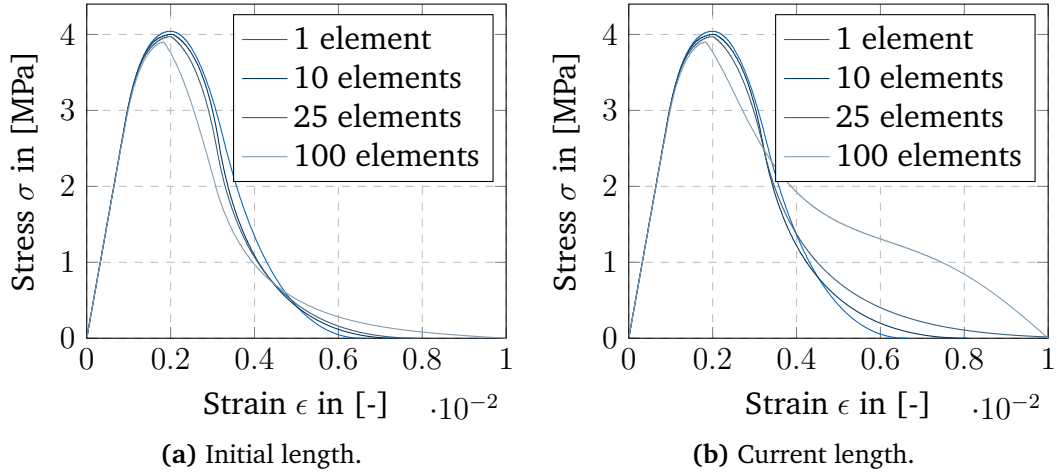 4
3
2
1
0
Stress σ in [MPa]
1 element
10 elements
25 elements
100 elements
0
0.2
0.4
0.6
0.8
1
Strain ϵ in [-]
·10⁻²
(a) Initial length.
4
3
2
1
0
Stress σ in [MPa]
1 element
10 elements
25 elements
100 elements
0
0.2
0.4
0.6
0.8
1
Strain ϵ in [-]
·10⁻²
(b) Current length.